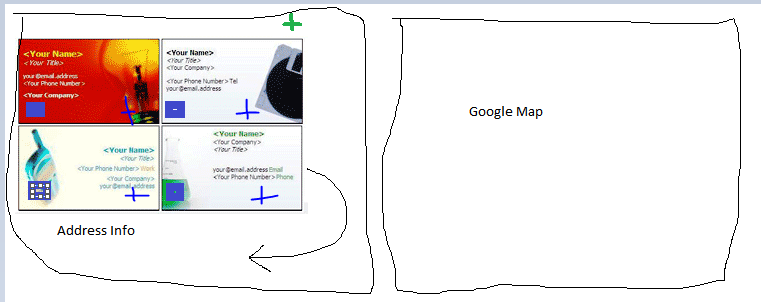 <Your Name>
<Your Title>
your@email.address
<Your Phone Number>
<Your Company>
<Your Name>
<Your Title>
<Your Company>
<Your Phone Number> Tel
your@email.address
<Your Name>
<Your Title>
<Your Phone Number> Work
<Your Company>
your@email.address
<Your Name>
<Your Company>
<Your Title>
your@email.address Email
<Your Phone Number> Phone
Address Info
Google Map